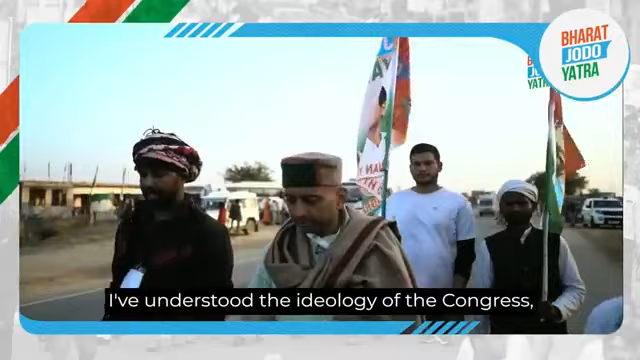 BHARAT
JODO
YATRA
I've understood the ideology of the Congress,